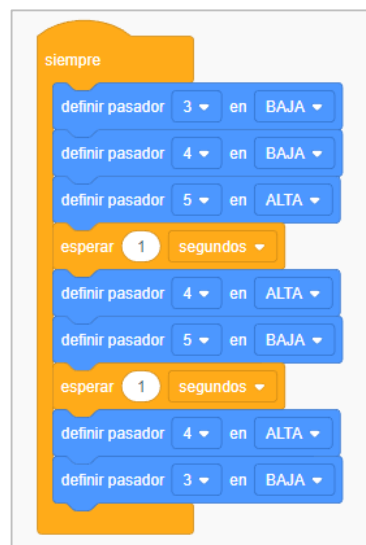 siempre
definir pasador 3 en BAJA
definir pasador 4 en BAJA
definir pasador 5 en ALTA
esperar 1 segundos
definir pasador 4 en ALTA
definir pasador 5 en BAJA
esperar 1 segundos
definir pasador 4 en ALTA
definir pasador 3 en BAJA